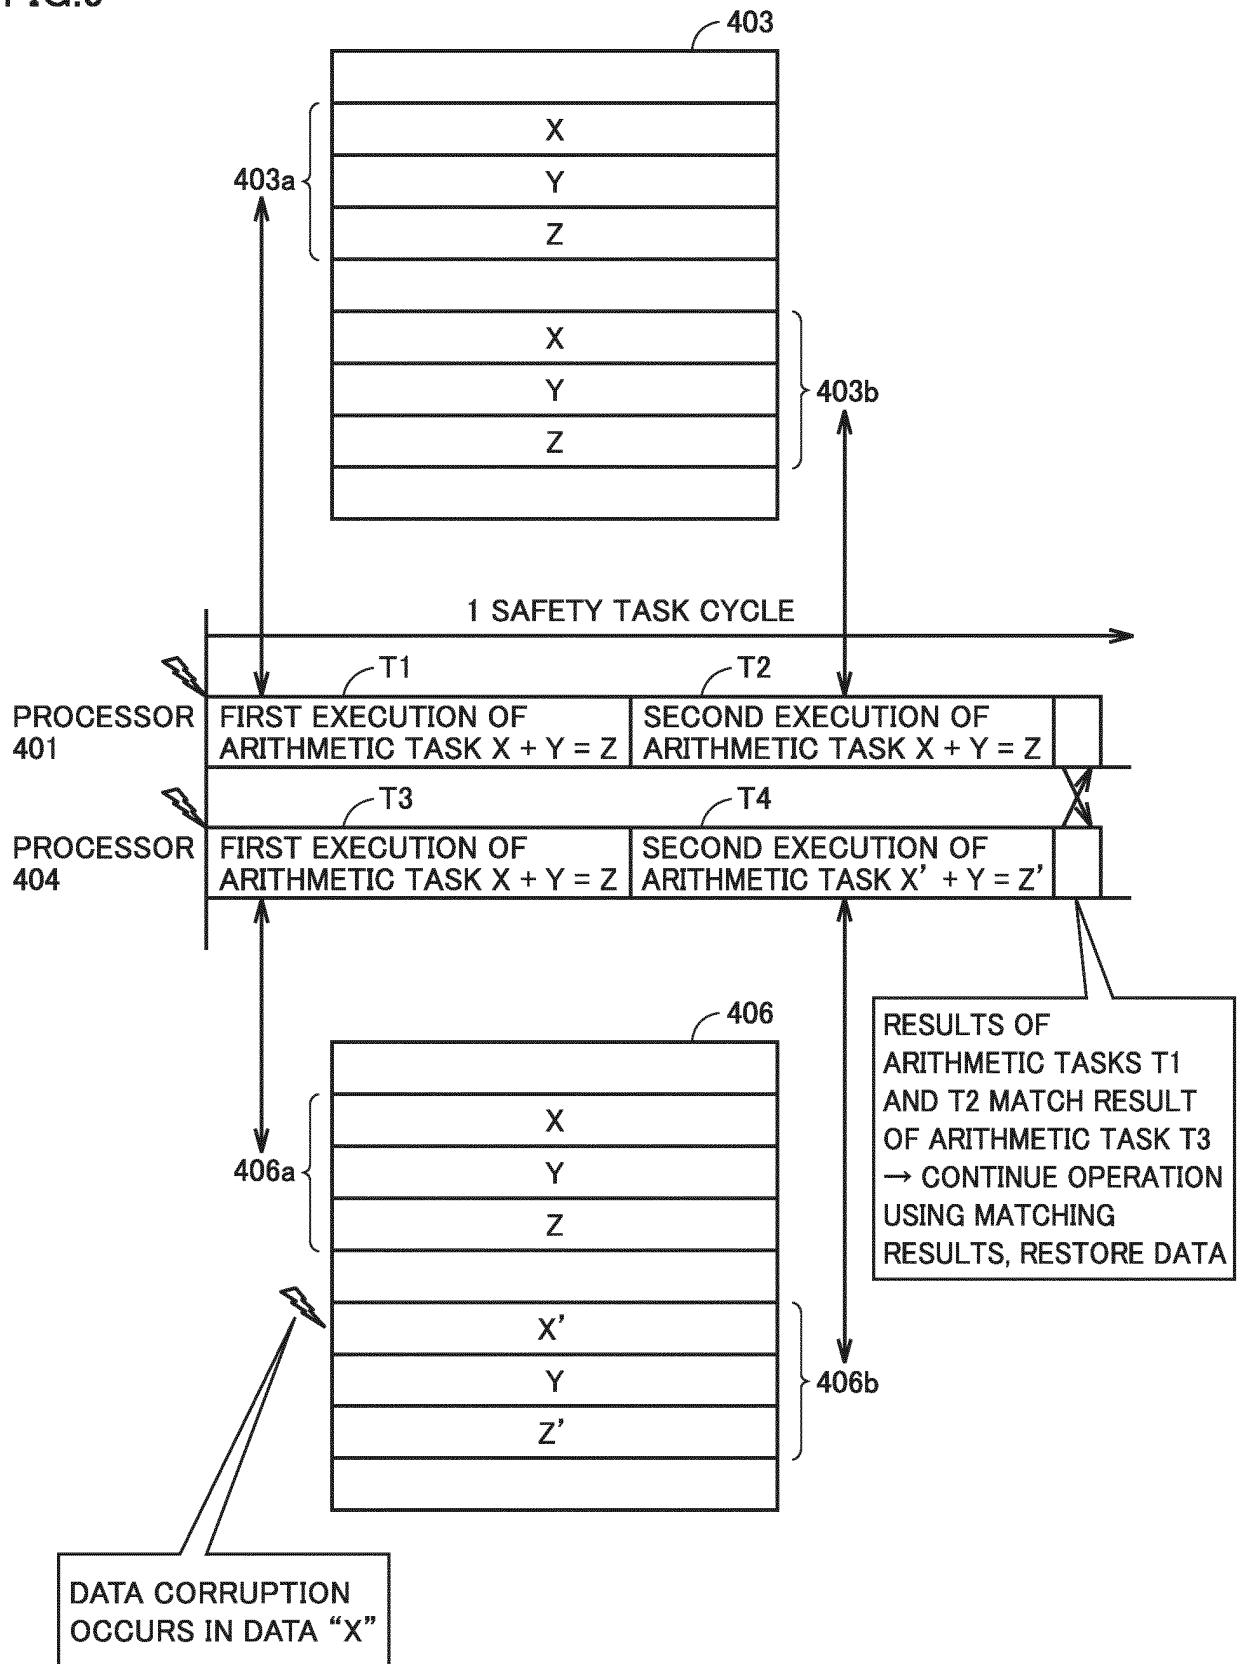 403
X
Y
403a
Z
X
Y
403b
Z
1 SAFETY TASK CYCLE
T1
T2
PROCESSOR
401
FIRST EXECUTION OF
ARITHMETIC TASK X + Y = Z
SECOND EXECUTION OF
ARITHMETIC TASK X + Y = Z
T3
T4
PROCESSOR
404
FIRST EXECUTION OF
ARITHMETIC TASK X + Y = Z
SECOND EXECUTION OF
ARITHMETIC TASK X' + Y = Z'
406
RESULTS OF
ARITHMETIC TASKS T1
AND T2 MATCH RESULT
OF ARITHMETIC TASK T3
→ CONTINUE OPERATION
USING MATCHING
RESULTS, RESTORE DATA
X
406a
Y
Z
X'
Y
406b
Z'
DATA CORRUPTION
OCCURS IN DATA “X”